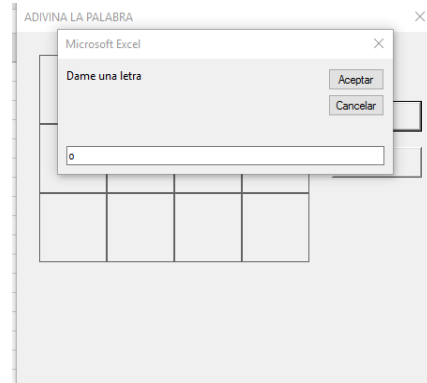 ADIVINA LA PALABRA
Microsoft Excel
Dame una letra
Aceptar
Cancelar
o